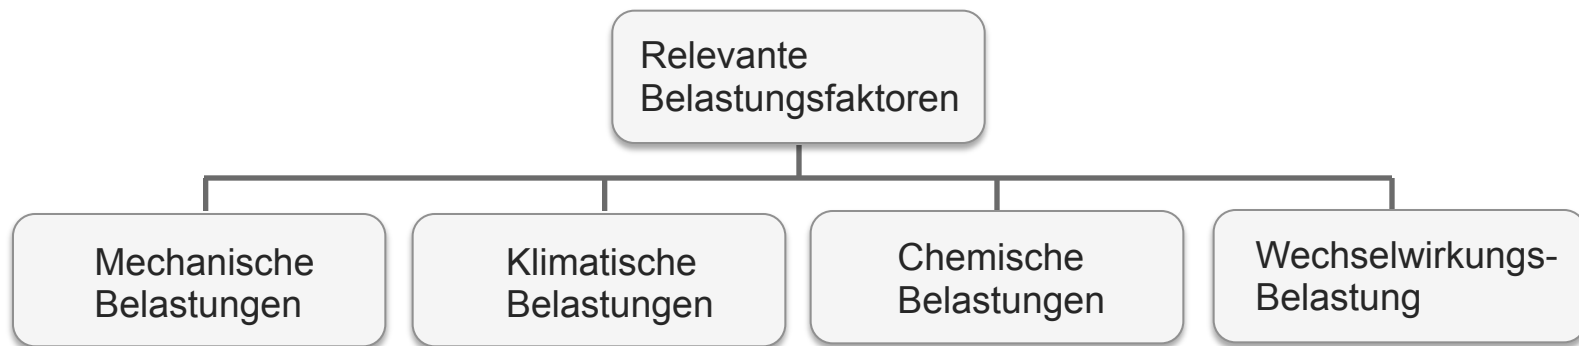 Relevante
Belastungsfaktoren
Mechanische
Belastungen
Klimatische
Belastungen
Chemische
Belastungen
Wechselwirkungs-
Belastung